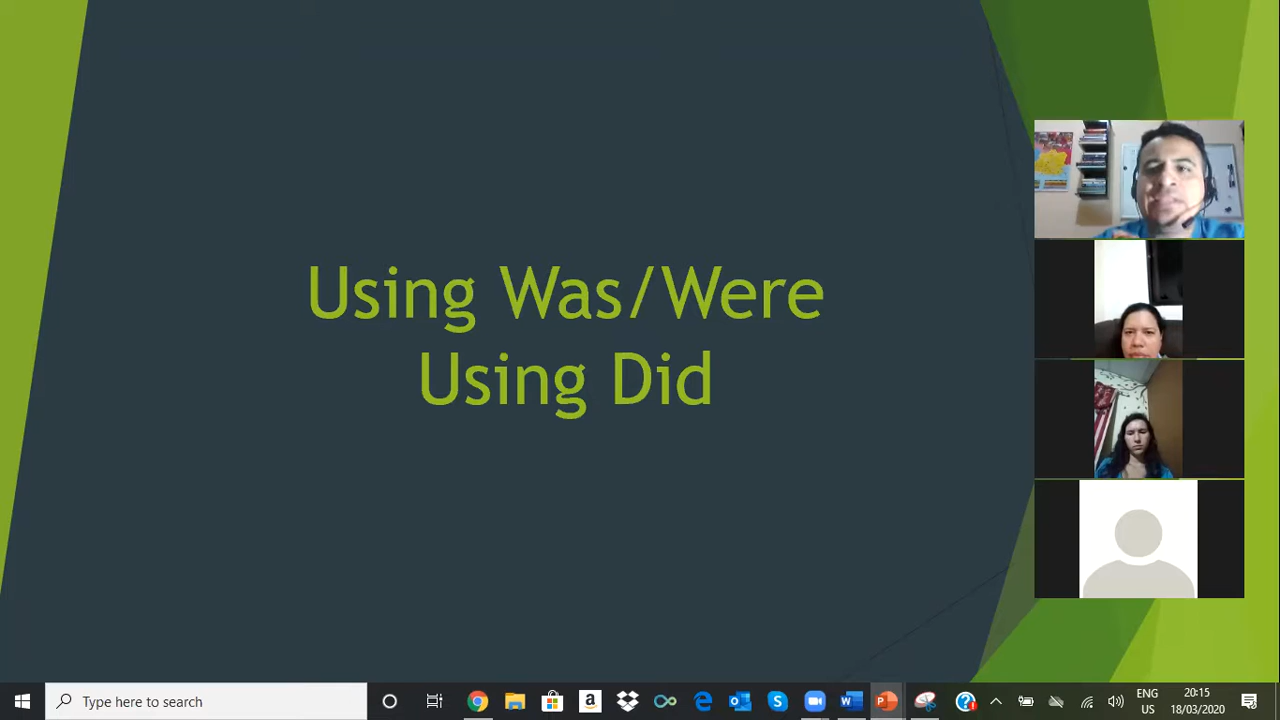 Using Was/Were
Using Did
Type here to search
ENG
US
20:15
18/03/2020